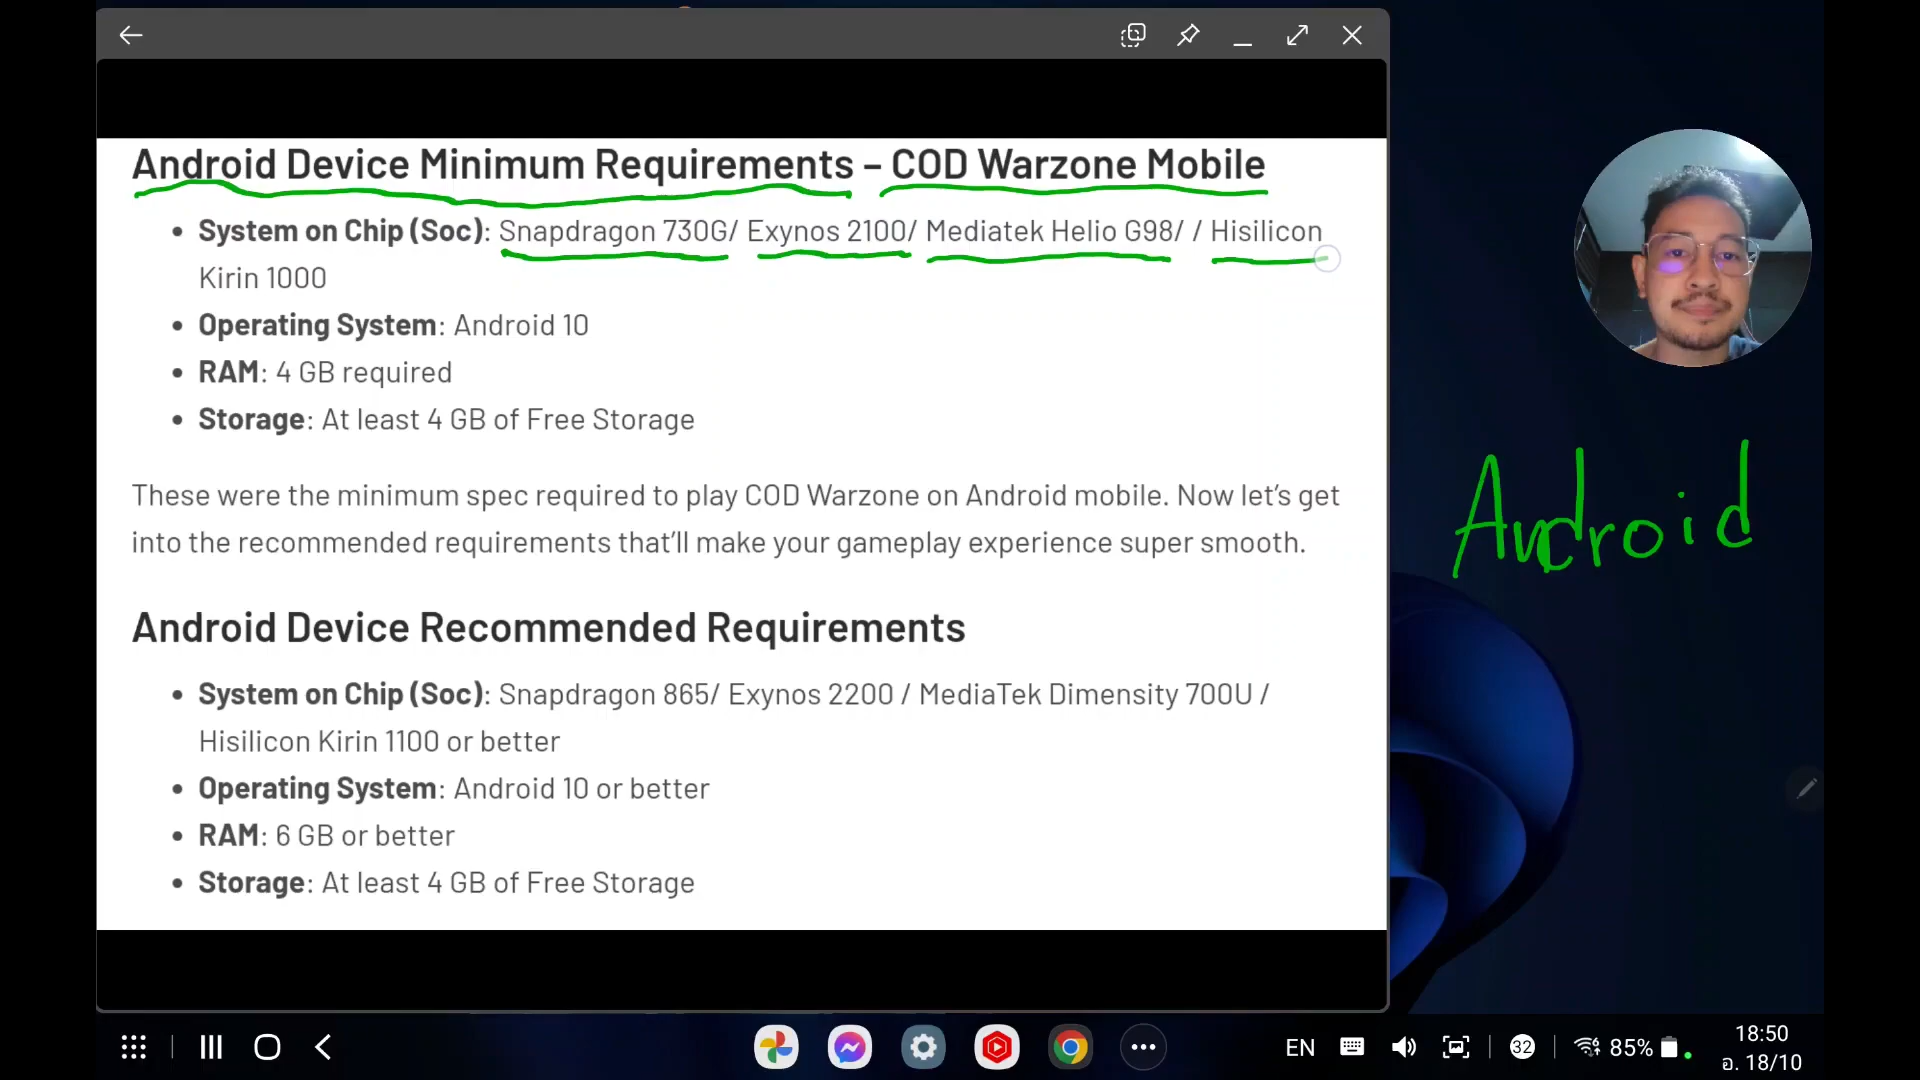 Android Device Minimum Requirements – COD Warzone Mobile
System on Chip (Soc): Snapdragon 730G/ Exynos 2100/ Mediatek Helio G98/ / Hisilicon
Kirin 1000
Operating System: Android 10
RAM: 4 GB required
Storage: At least 4 GB of Free Storage
These were the minimum spec required to play COD Warzone on Android mobile. Now let's get
into the recommended requirements that'll make your gameplay experience super smooth.
Android Device Recommended Requirements
System on Chip (Soc): Snapdragon 865/ Exynos 2200 / MediaTek Dimensity 700U /
Hisilicon Kirin 1100 or better
Operating System: Android 10 or better
RAM: 6 GB or better
Storage: At least 4 GB of Free Storage
Android
EN
32
85%
18:50
อ. 18/10